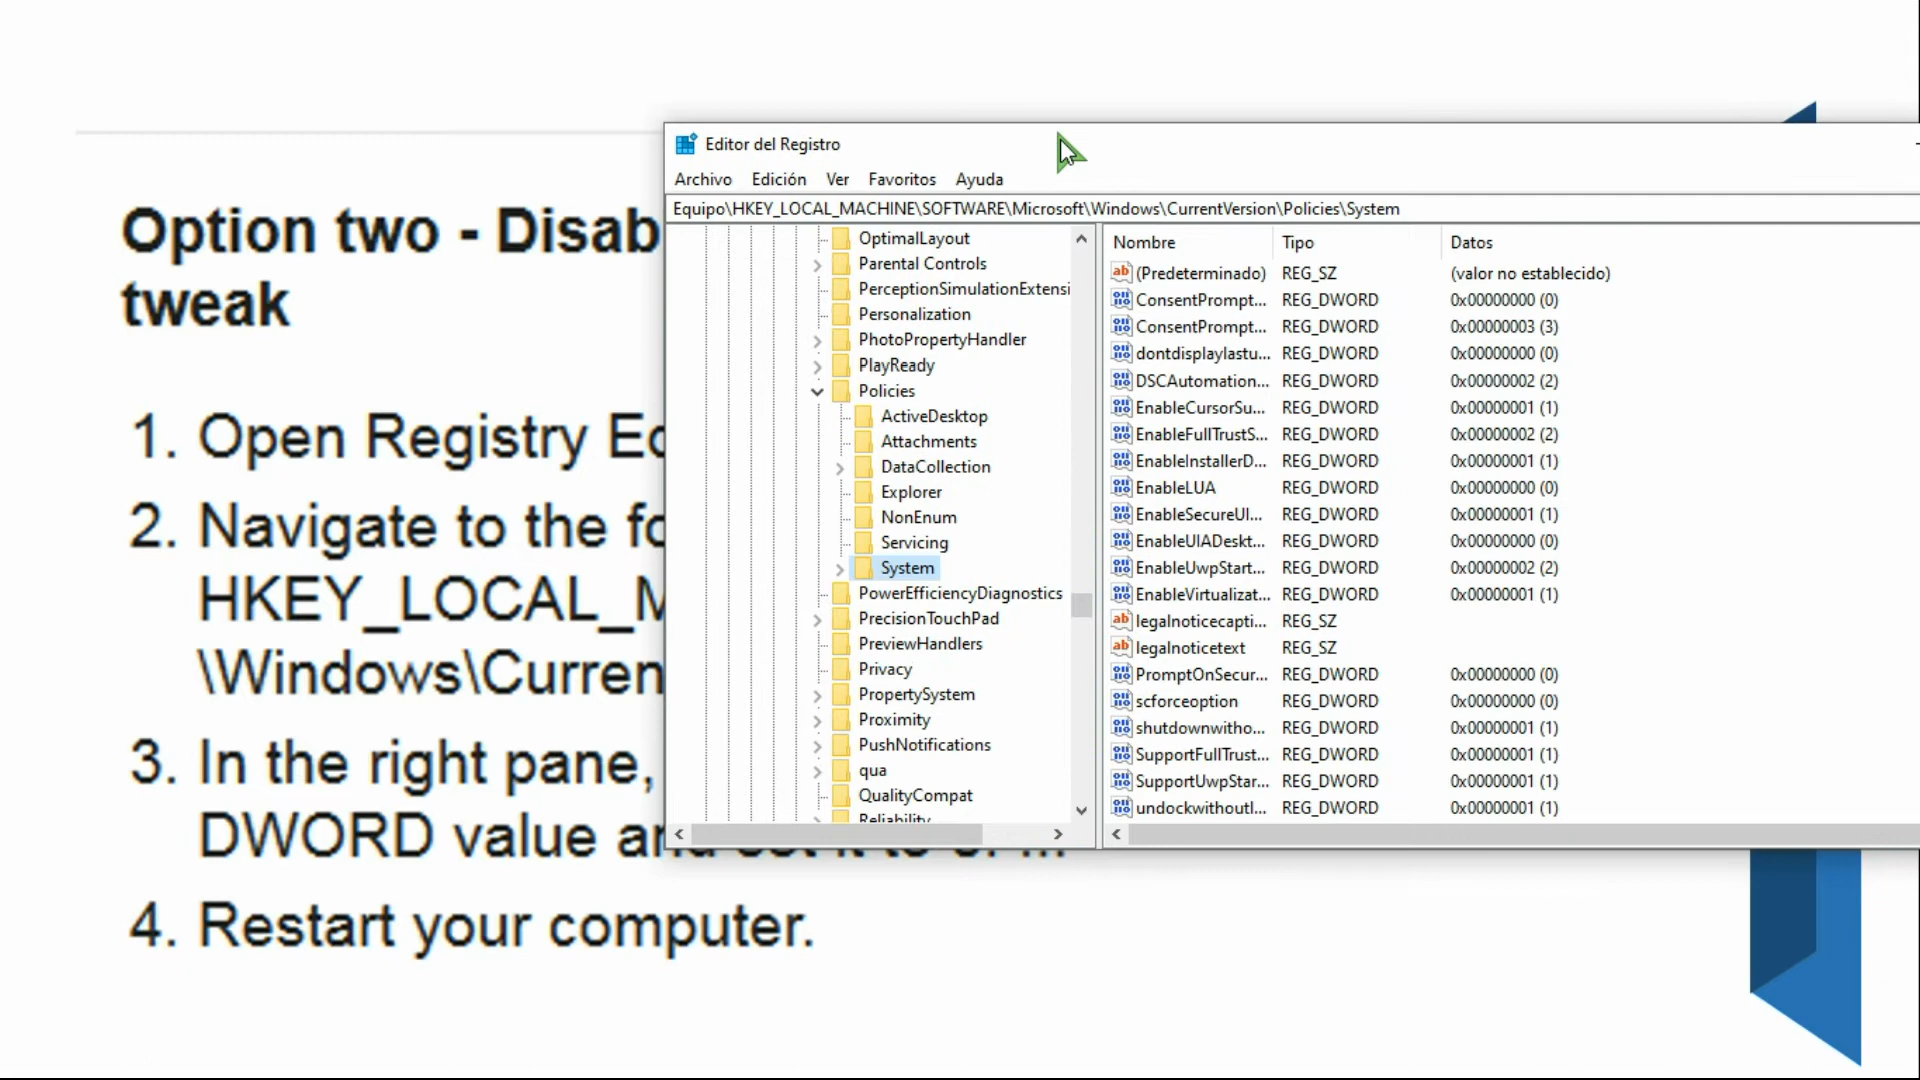 Option two - Disab
tweak
1. Open Registry Ed
2. Navigate to the fo
HKEY_LOCAL_M
\Windows\Curren
3. In the right pane,
DWORD value and set it to 0. ...
4. Restart your computer.
Editor del Registro
Archivo Edición Ver Favoritos Ayuda
Equipo\HKEY_LOCAL_MACHINE\SOFTWARE\Microsoft\Windows\CurrentVersion\Policies\System
OptimalLayout
Parental Controls
PerceptionSimulationExtensi
Personalization
PhotoPropertyHandler
PlayReady
Policies
ActiveDesktop
Attachments
DataCollection
Explorer
NonEnum
Servicing
System
PowerEfficiencyDiagnostics
PrecisionTouchPad
PreviewHandlers
Privacy
PropertySystem
Proximity
PushNotifications
qua
QualityCompat
Reliability
Nombre Tipo Datos
(Predeterminado) REG_SZ (valor no establecido)
ConsentPrompt... REG_DWORD 0x00000000 (0)
ConsentPrompt... REG_DWORD 0x00000003 (3)
dontdisplaylastu... REG_DWORD 0x00000000 (0)
DSCAutomation... REG_DWORD 0x00000002 (2)
EnableCursorSu... REG_DWORD 0x00000001 (1)
EnableFullTrustS... REG_DWORD 0x00000002 (2)
EnableInstallerD... REG_DWORD 0x00000001 (1)
EnableLUA REG_DWORD 0x00000000 (0)
EnableSecureUI... REG_DWORD 0x00000001 (1)
EnableUIADeskt... REG_DWORD 0x00000000 (0)
EnableUwpStart... REG_DWORD 0x00000002 (2)
EnableVirtualizat... REG_DWORD 0x00000001 (1)
legalnoticecapti... REG_SZ
legalnoticetext REG_SZ
PromptOnSecur... REG_DWORD 0x00000000 (0)
scforceoption REG_DWORD 0x00000000 (0)
shutdownwitho... REG_DWORD 0x00000001 (1)
SupportFullTrust... REG_DWORD 0x00000001 (1)
SupportUwpStar... REG_DWORD 0x00000001 (1)
undockwithoutl... REG_DWORD 0x00000001 (1)